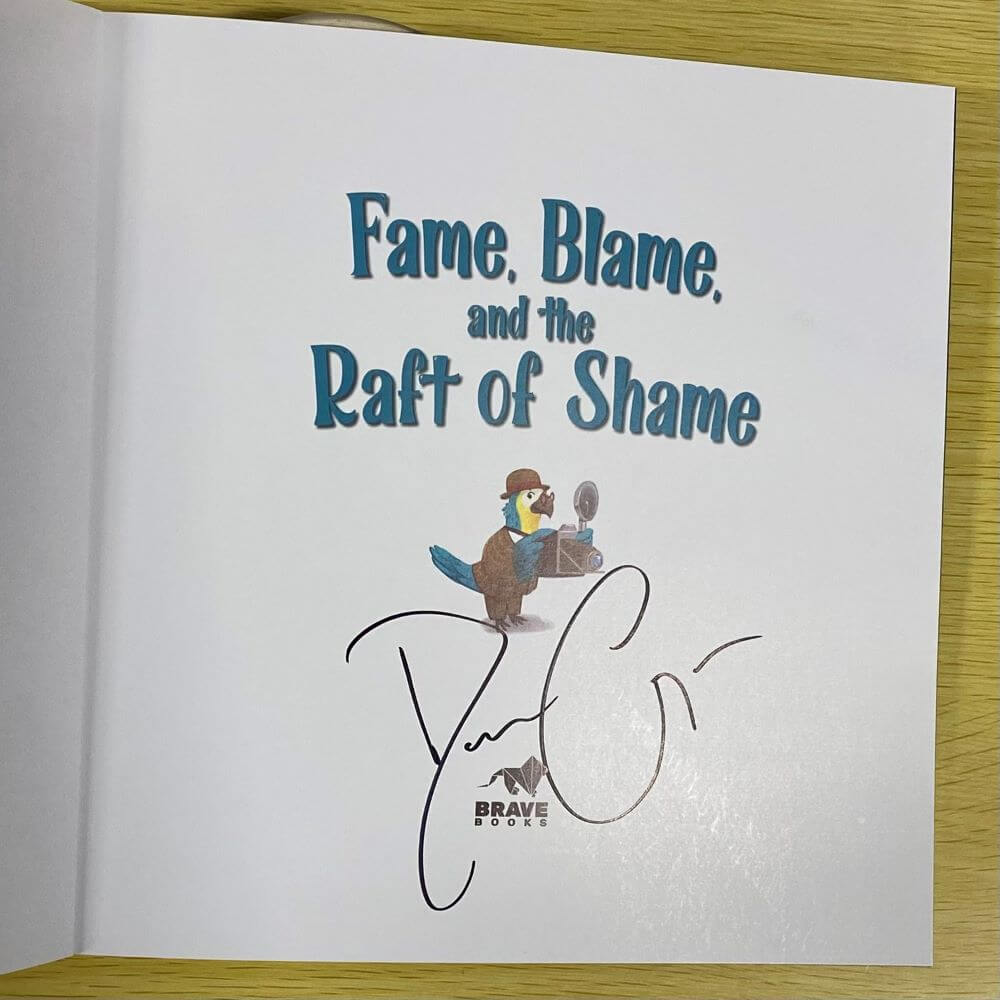 Fame, Blame,
and the
Raft of Shame
BRAVE
BOOKS